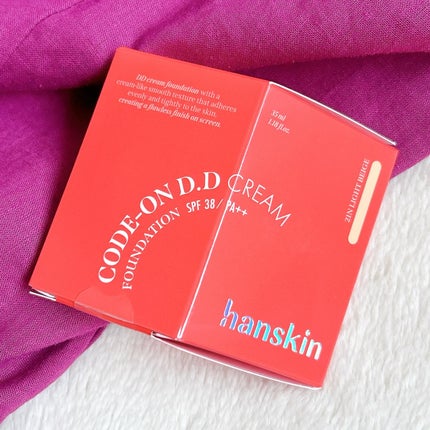 DD cream foundation with a
cream-like smooth texture that adheres
evenly and tightly to the skin,
creating a flawless finish on screen.
35 ml
1.18 fl.oz.
CODE-ON D.D CREAM
FOUNDATION SPF 38 / PA++
21N LIGHT BEIGE
hanskin